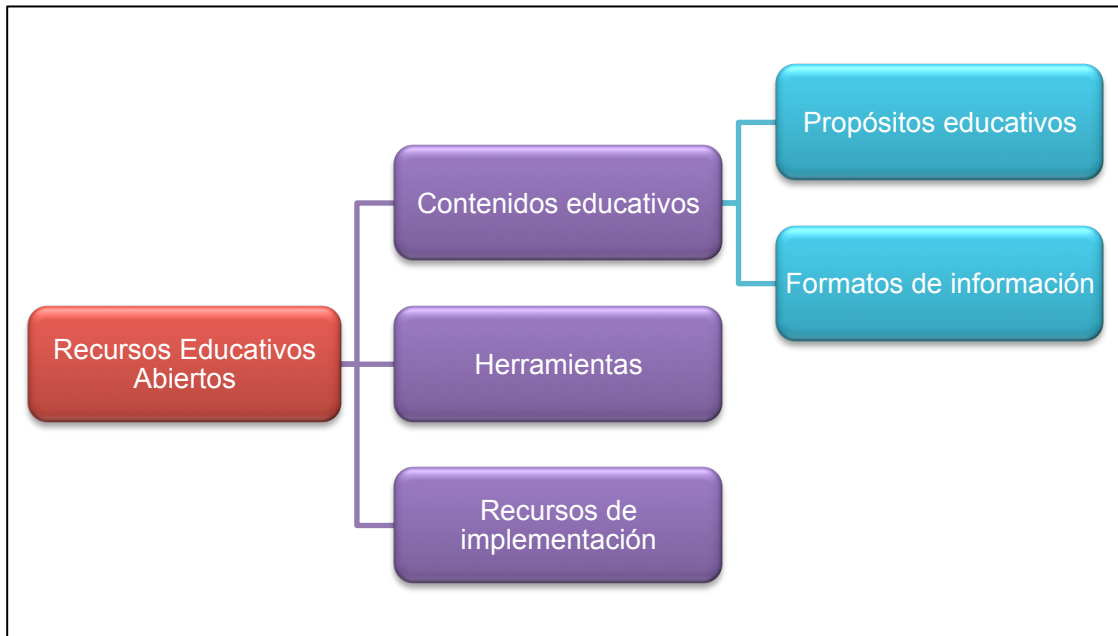 Recursos Educativos
Abiertos
Contenidos educativos
Herramientas
Recursos de
implementación
Propósitos educativos
Formatos de información